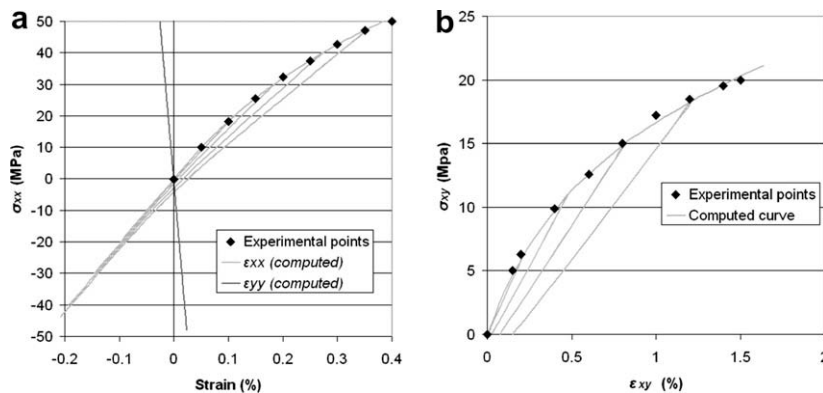 a
50
40
30
20
10
0
-10
-20
-30
-40
-50
σxx (MPa)
Experimental points
εxx (computed)
εyy (computed)
-0.2 -0.1 0 0.1 0.2 0.3 0.4
Strain (%)
b
25
20
15
10
5
0
σxy (Mpa)
Experimental points
Computed curve
0 0.5 1 1.5 2
εxy (%)